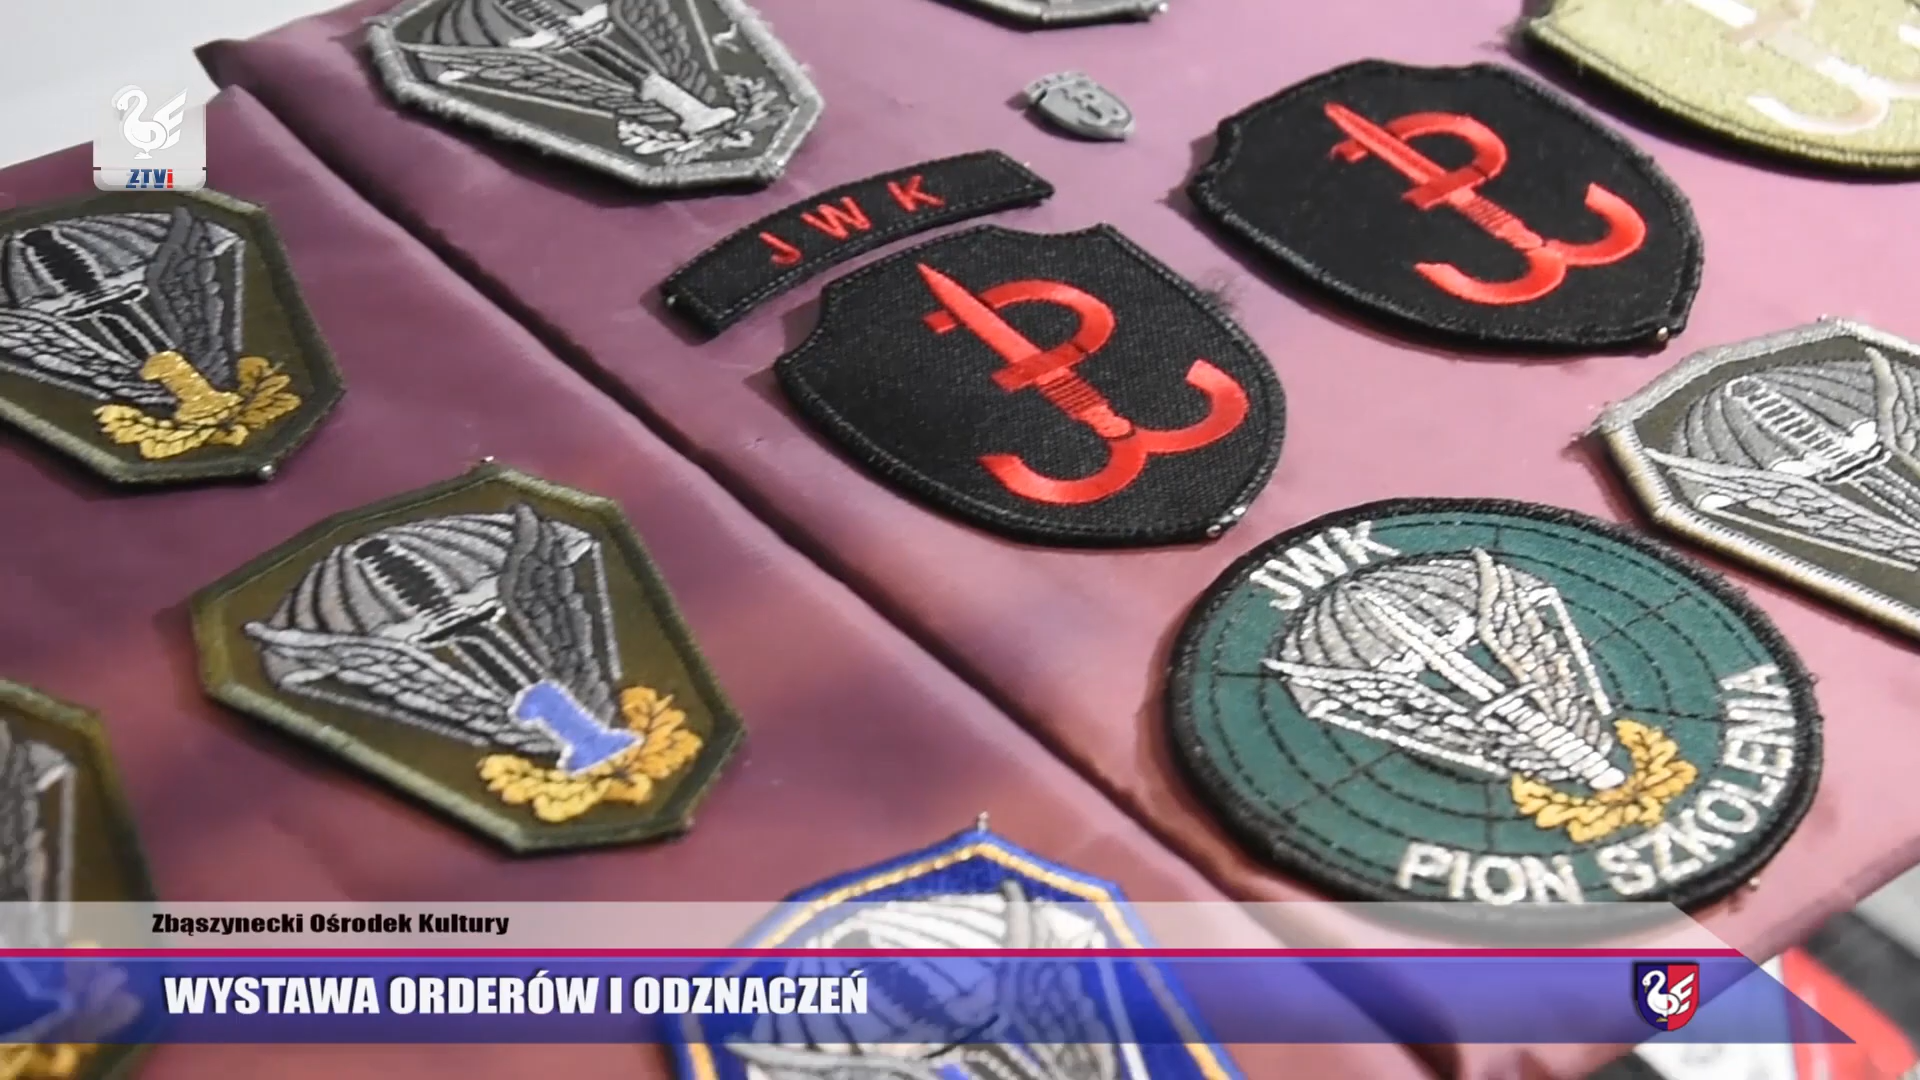 ZTVi
JWK
JWK
PION SZKOLENIA
Zbąszynecki Ośrodek Kultury
WYSTAWA ORDERÓW I ODZNACZEŃ